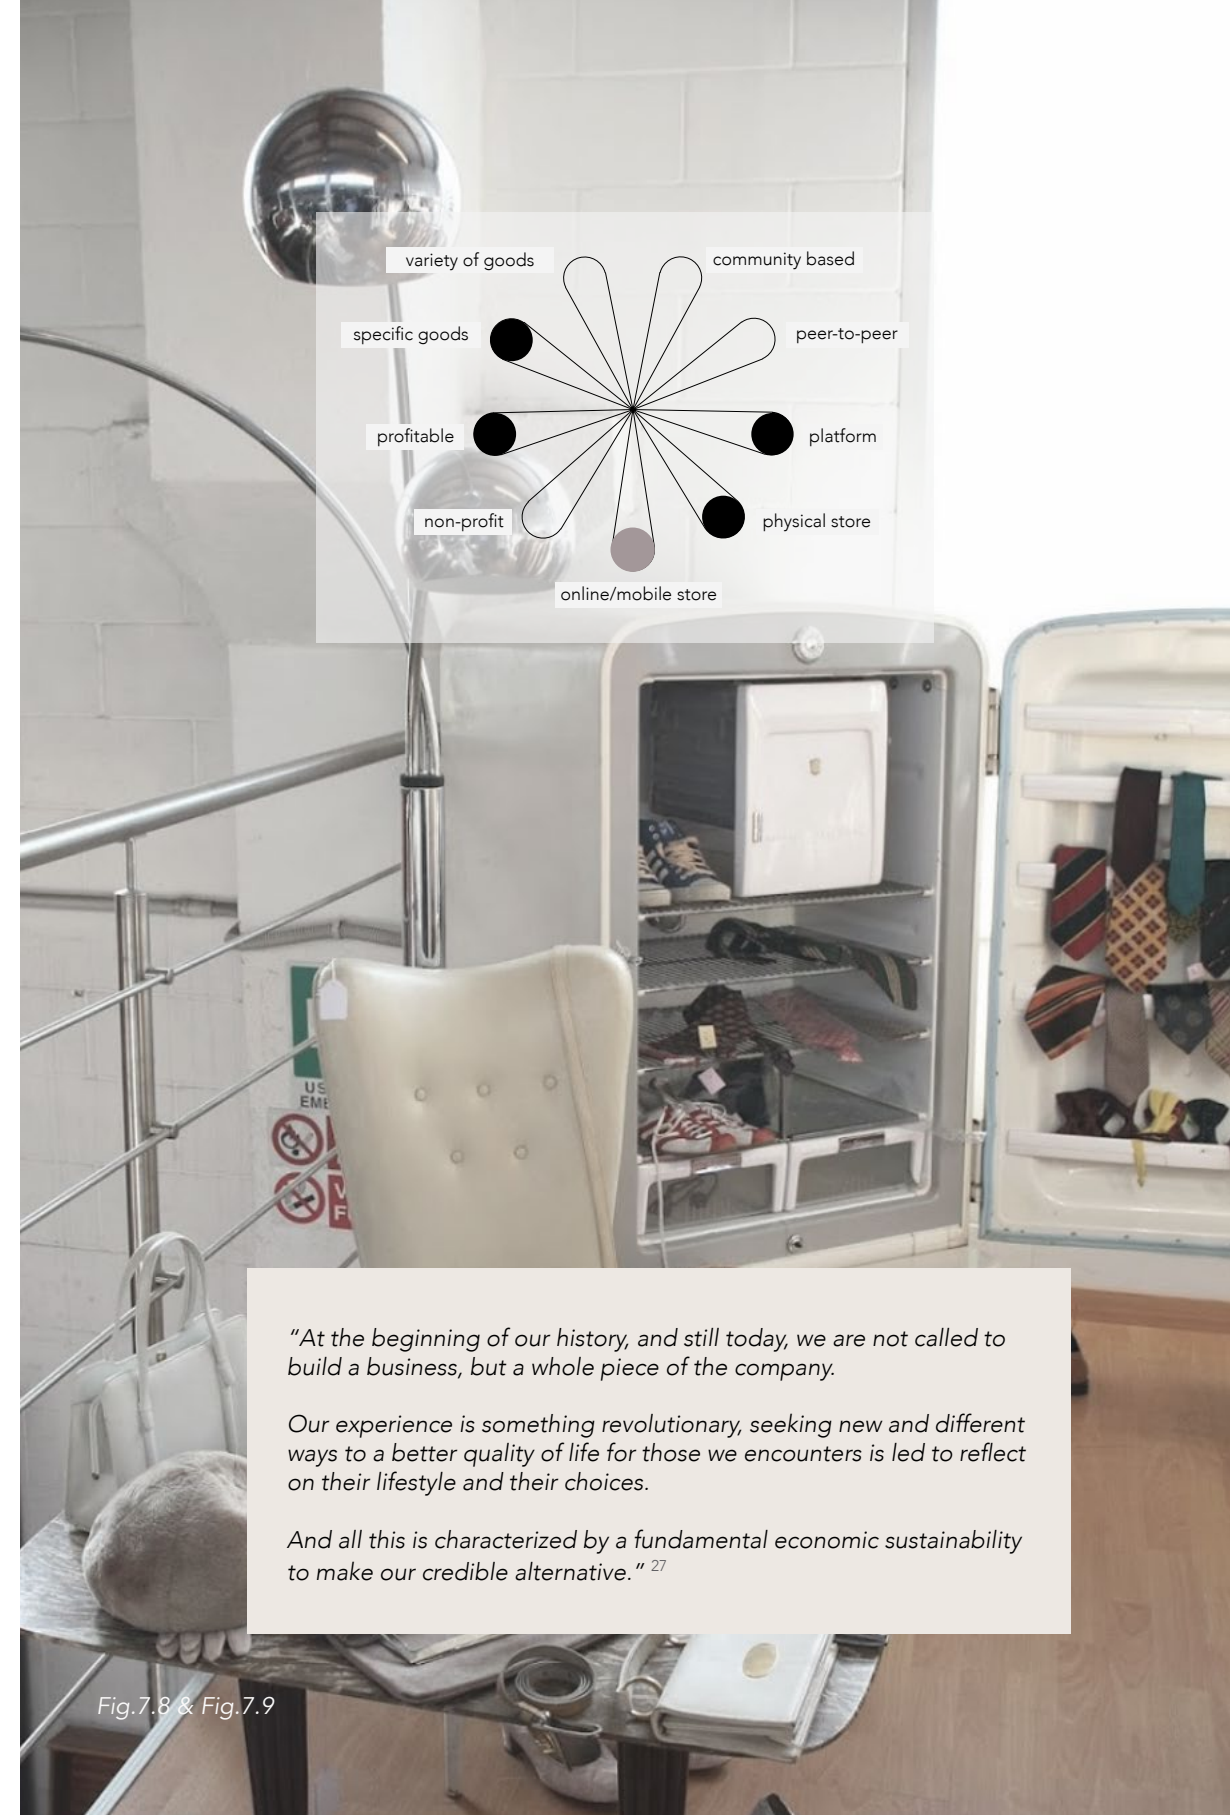 variety of goods
community based
specific goods
peer-to-peer
profitable
platform
non-profit
physical store
online/mobile store
“At the beginning of our history, and still today, we are not called to
build a business, but a whole piece of the company.
Our experience is something revolutionary, seeking new and different
ways to a better quality of life for those we encounters is led to reflect
on their lifestyle and their choices.
And all this is characterized by a fundamental economic sustainability
to make our credible alternative.” 27
Fig.7.8 & Fig.7.9